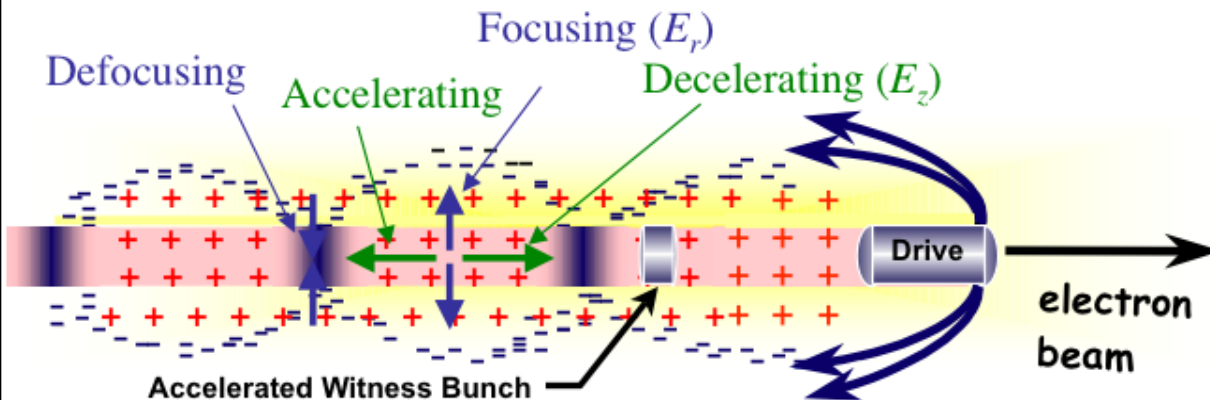 Focusing (E_r)
Defocusing
Accelerating
Decelerating (E_z)
Drive
electron
beam
Accelerated Witness Bunch